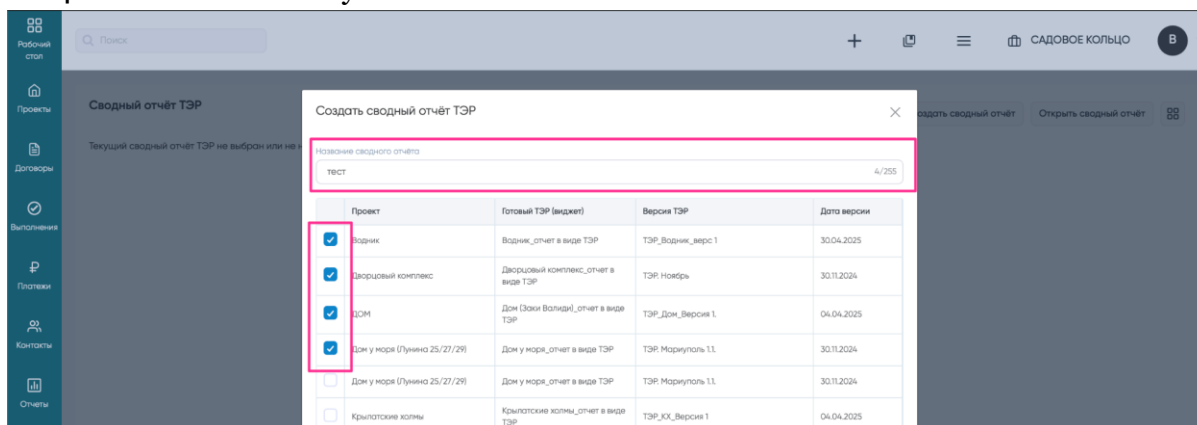 Рабочий
стол
Поиск
САДОВОЕ КОЛЬЦО
В
Проекты
Сводный отчёт ТЭР
Создать сводный отчёт ТЭР
оздать сводный отчёт
Открыть сводный отчёт
Текущий сводный отчёт ТЭР не выбран или не н
Название сводного отчёта
Договоры
тест
4/255
Проект
Готовый ТЭР (виджет)
Версия ТЭР
Дата версии
Выполнения
Водник
Водник_отчет в виде ТЭР
ТЭР_Водник_верс 1
30.04.2025
Дворцовый комплекс
Дворцовый комплекс_отчет в
виде ТЭР
ТЭР. Ноябрь
30.11.2024
Платежи
ДОМ
Дом (Заки Валиди)_отчет в виде
ТЭР
ТЭР_Дом_Версия 1.
04.04.2025
Контакты
Дом у моря (Лунина 25/27/29)
Дом у моря_отчет в виде ТЭР
ТЭР. Мариуполь 1.1.
30.11.2024
Дом у моря (Лунина 25/27/29)
Дом у моря_отчет в виде ТЭР
ТЭР. Мариуполь 1.1.
30.11.2024
Отчеты
Крылатские холмы
Крылатские холмы_отчет в виде
ТЭР
ТЭР_КХ_Версия 1
04.04.2025